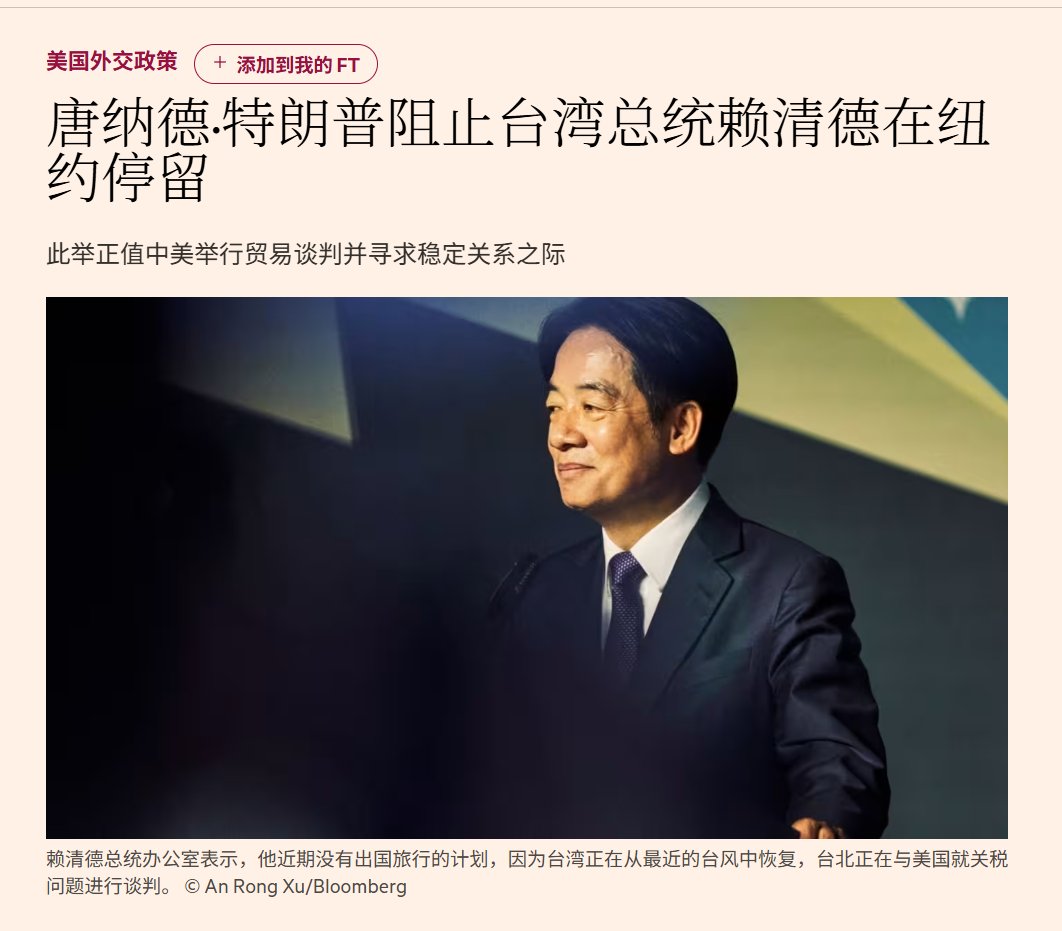 美国外交政策
+ 添加到我的 FT
唐纳德·特朗普阻止台湾总统赖清德在纽
约停留
此举正值中美举行贸易谈判并寻求稳定关系之际
赖清德总统办公室表示，他近期没有出国旅行的计划，因为台湾正在从最近的台风中恢复，台北正在与美国就关税
问题进行谈判。 © An Rong Xu/Bloomberg